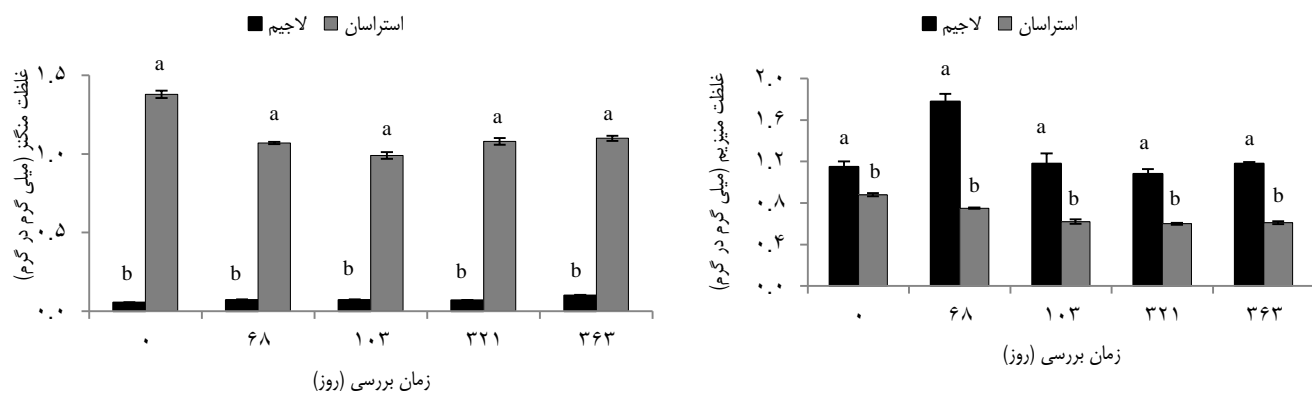 لاجیم استراسان
غلظت منگنز (میلی گرم در گرم)
۱.۵
۱.۰
۰.۵
۰.۰
a
a
a
a
a
b
b
b
b
b
۰ ۶۸ ۱۰۳ ۳۲۱ ۳۶۳
زمان بررسی (روز)
لاجیم استراسان
غلظت منیزیم (میلی گرم در گرم)
۲.۰
۱.۶
۱.۲
۰.۸
۰.۴
۰.۰
a
a
a
a
a
b
b
b
b
b
۰ ۶۸ ۱۰۳ ۳۲۱ ۳۶۳
زمان بررسی (روز)